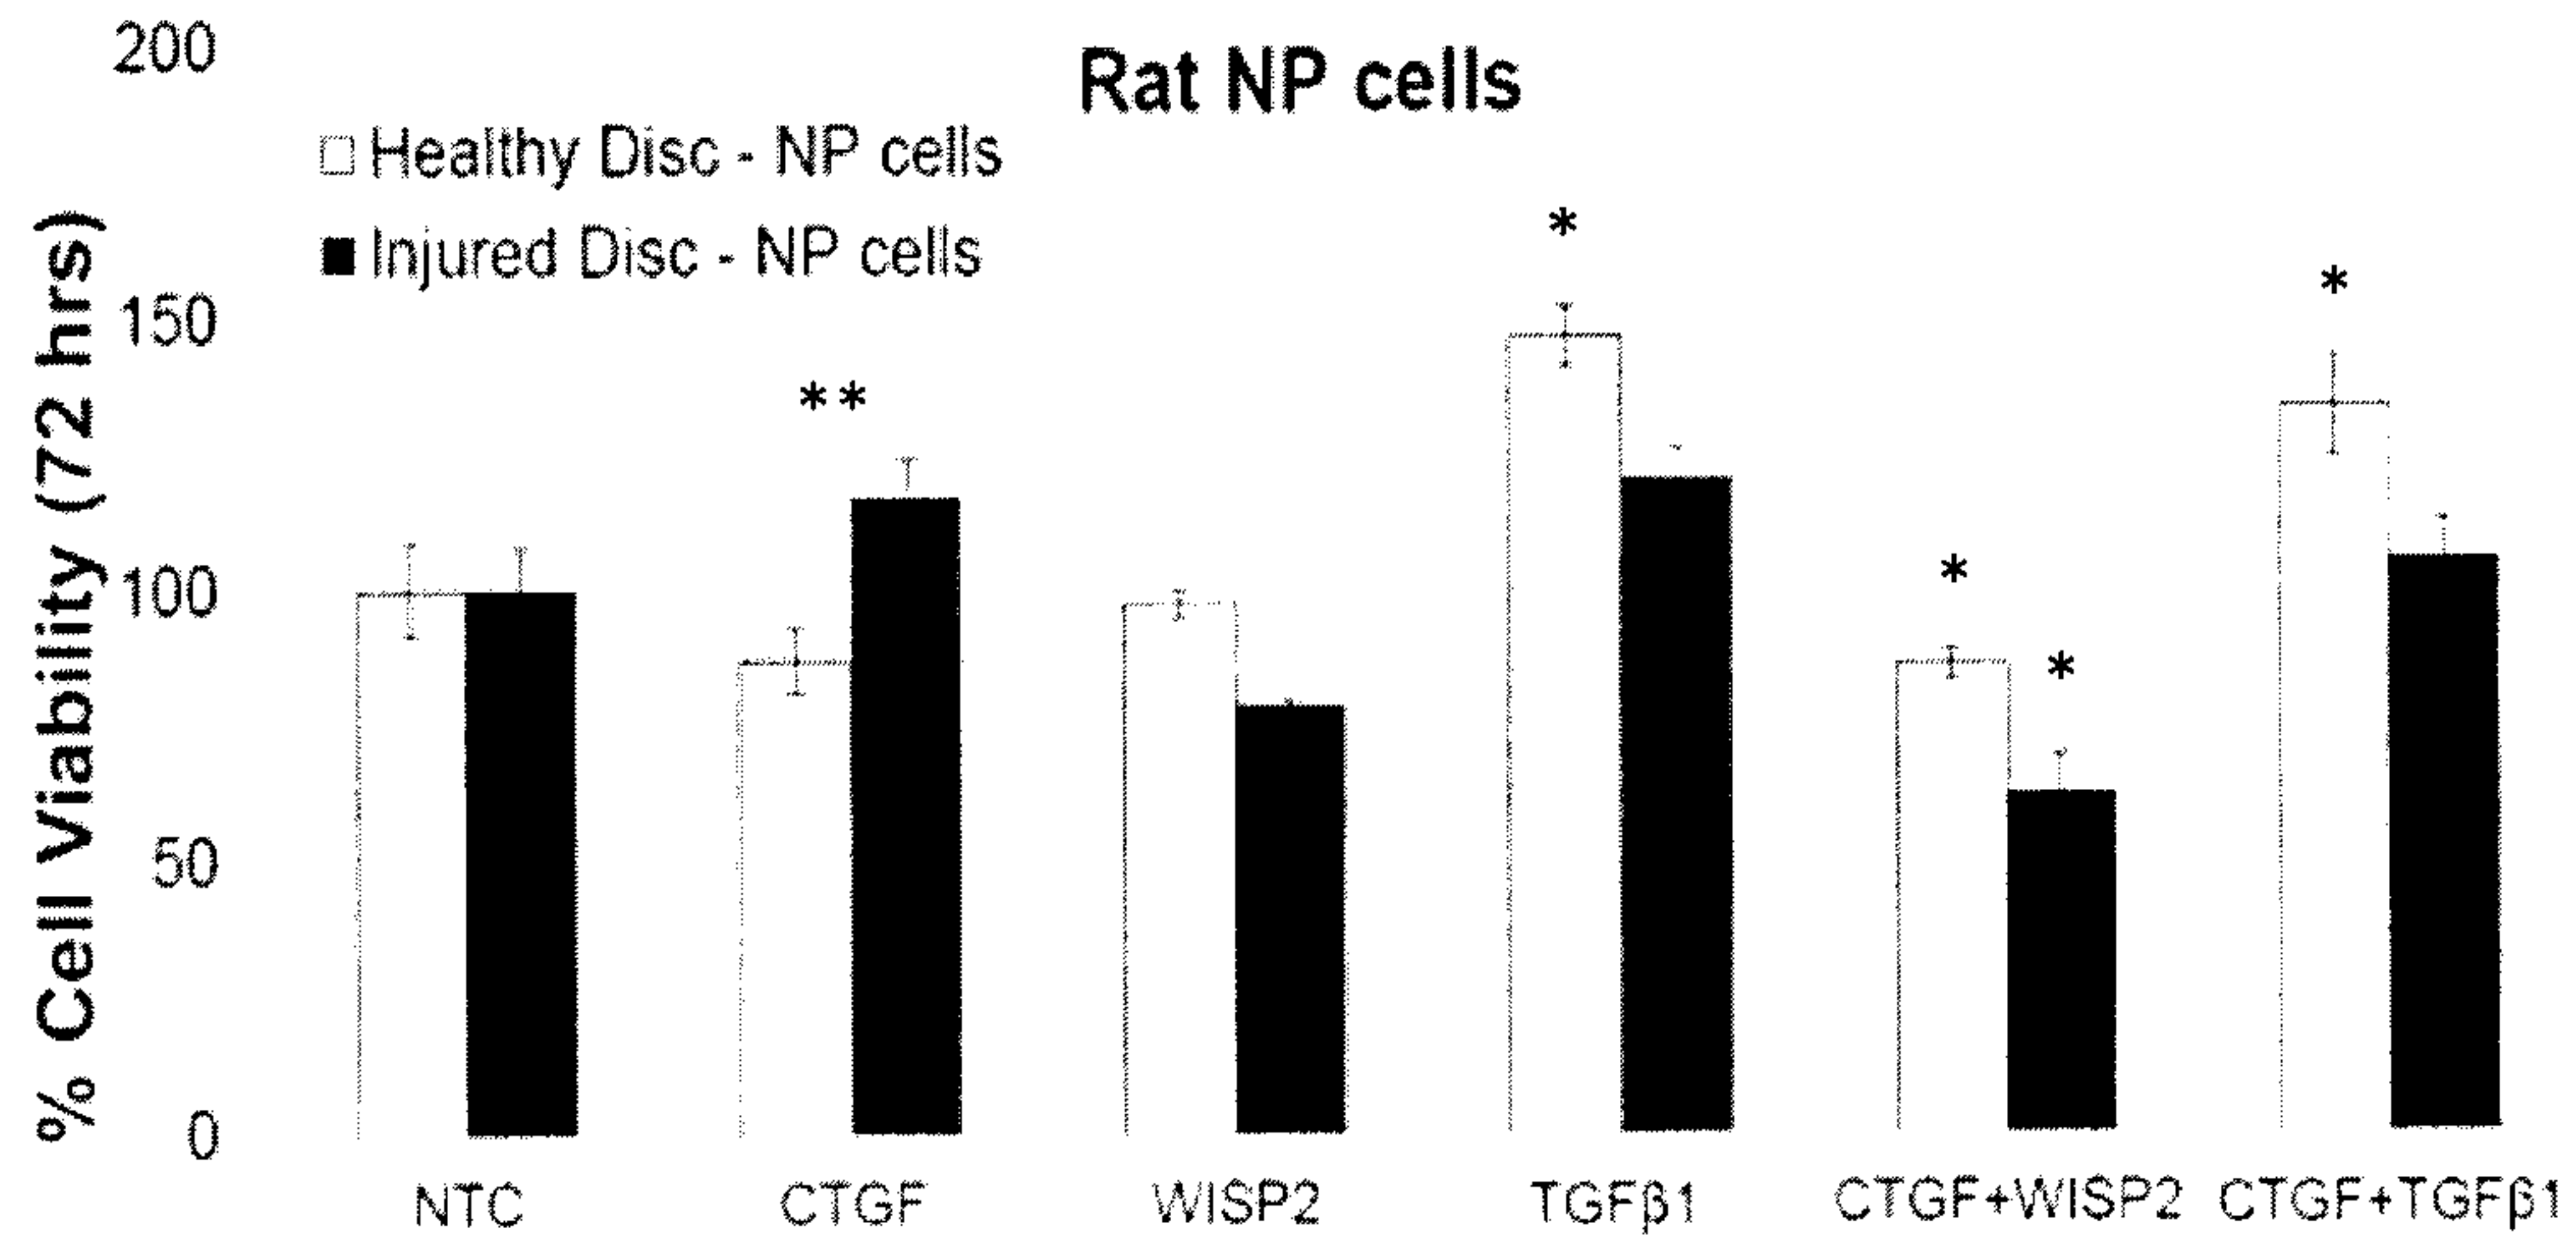 Rat NP cells
Healthy Disc - NP cells
Injured Disc - NP cells
% Cell Viability (72 hrs)
200
150
100
50
0
**
*
*
*
*
NTC CTGF WISP2 TGFβ1 CTGF+WISP2 CTGF+TGFβ1